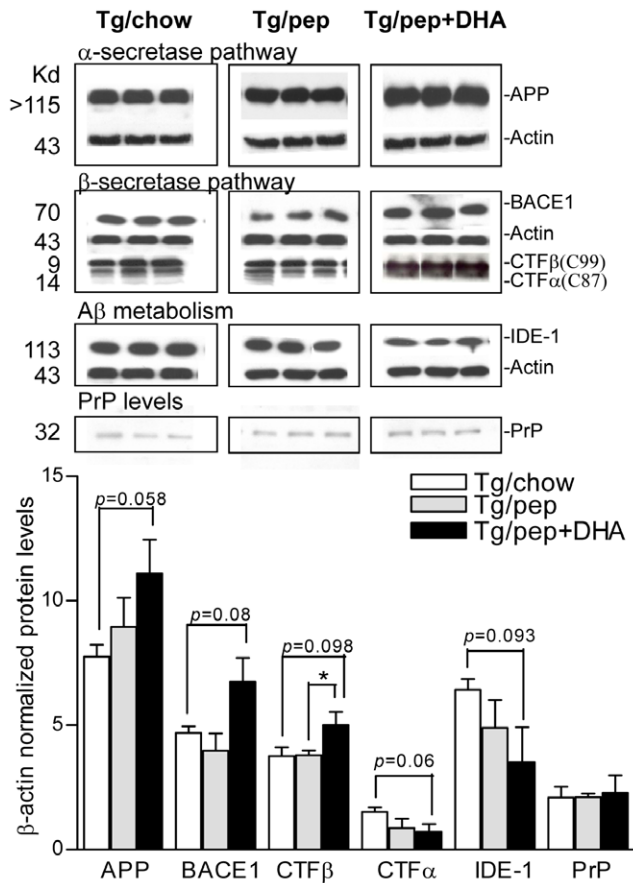 Tg/chow Tg/pep Tg/pep+DHA
α-secretase pathway
Kd
>115 -APP
43 -Actin
β-secretase pathway
70 -BACE1
43 -Actin
9 -CTFβ(C99)
14 -CTFα(C87)
Aβ metabolism
113 -IDE-1
43 -Actin
PrP levels
32 -PrP
15
10
5
0
β-actin normalized protein levels
Tg/chow
Tg/pep
Tg/pep+DHA
p=0.058
p=0.08
p=0.098
*
p=0.06
p=0.093
APP BACE1 CTFβ CTFα IDE-1 PrP